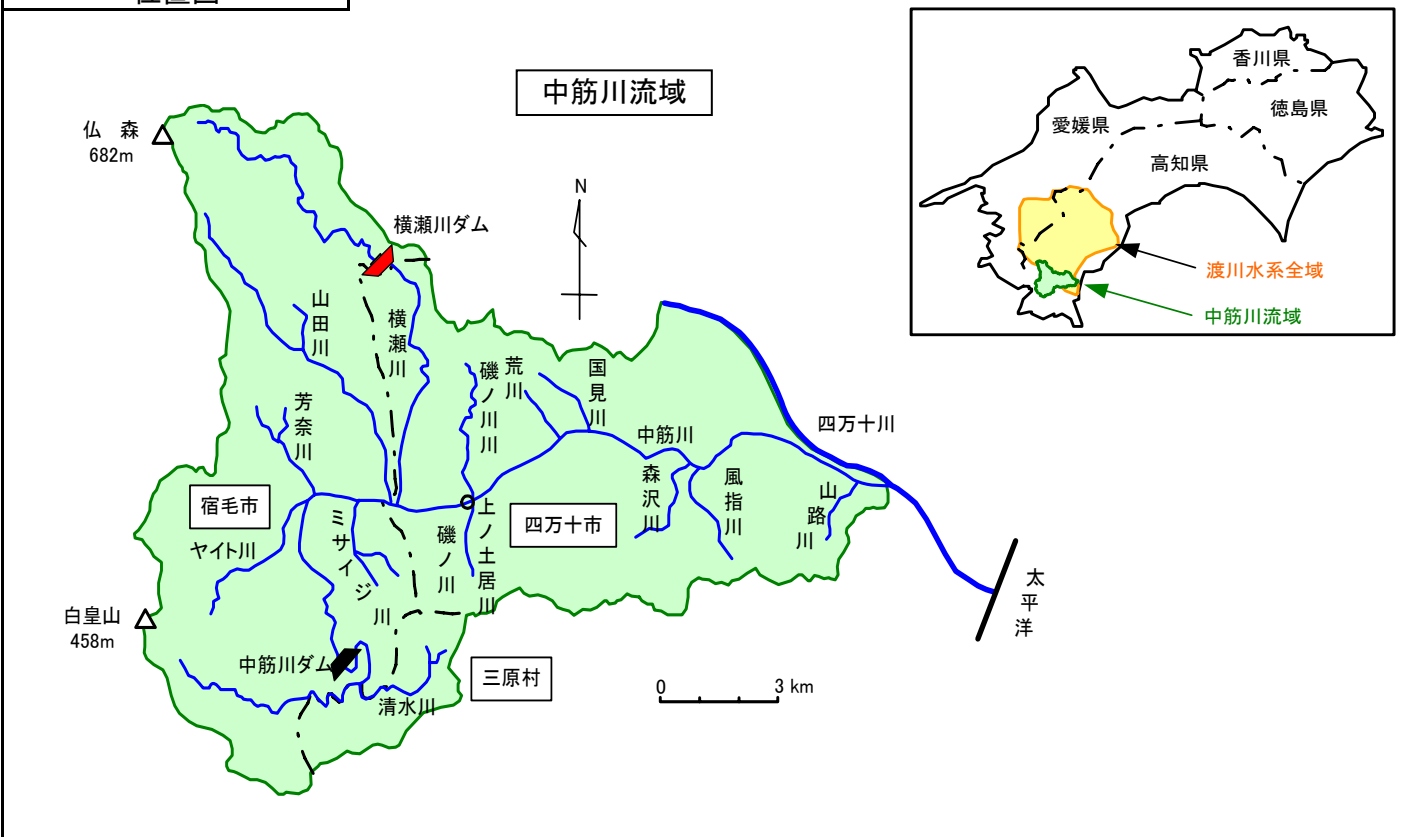 位置図
中筋川流域
仏 森
682m
横瀬川ダム
N
山田川
横瀬川
磯ノ川川
荒川
国見川
芳奈川
中筋川
四万十川
宿毛市
ヤイト川
ミサイジ川
磯ノ川
上ノ土居川
四万十市
森沢川
風指川
山路川
白皇山
458m
中筋川ダム
清水川
三原村
0 3 km
太平洋
香川県
徳島県
愛媛県
高知県
渡川水系全域
中筋川流域